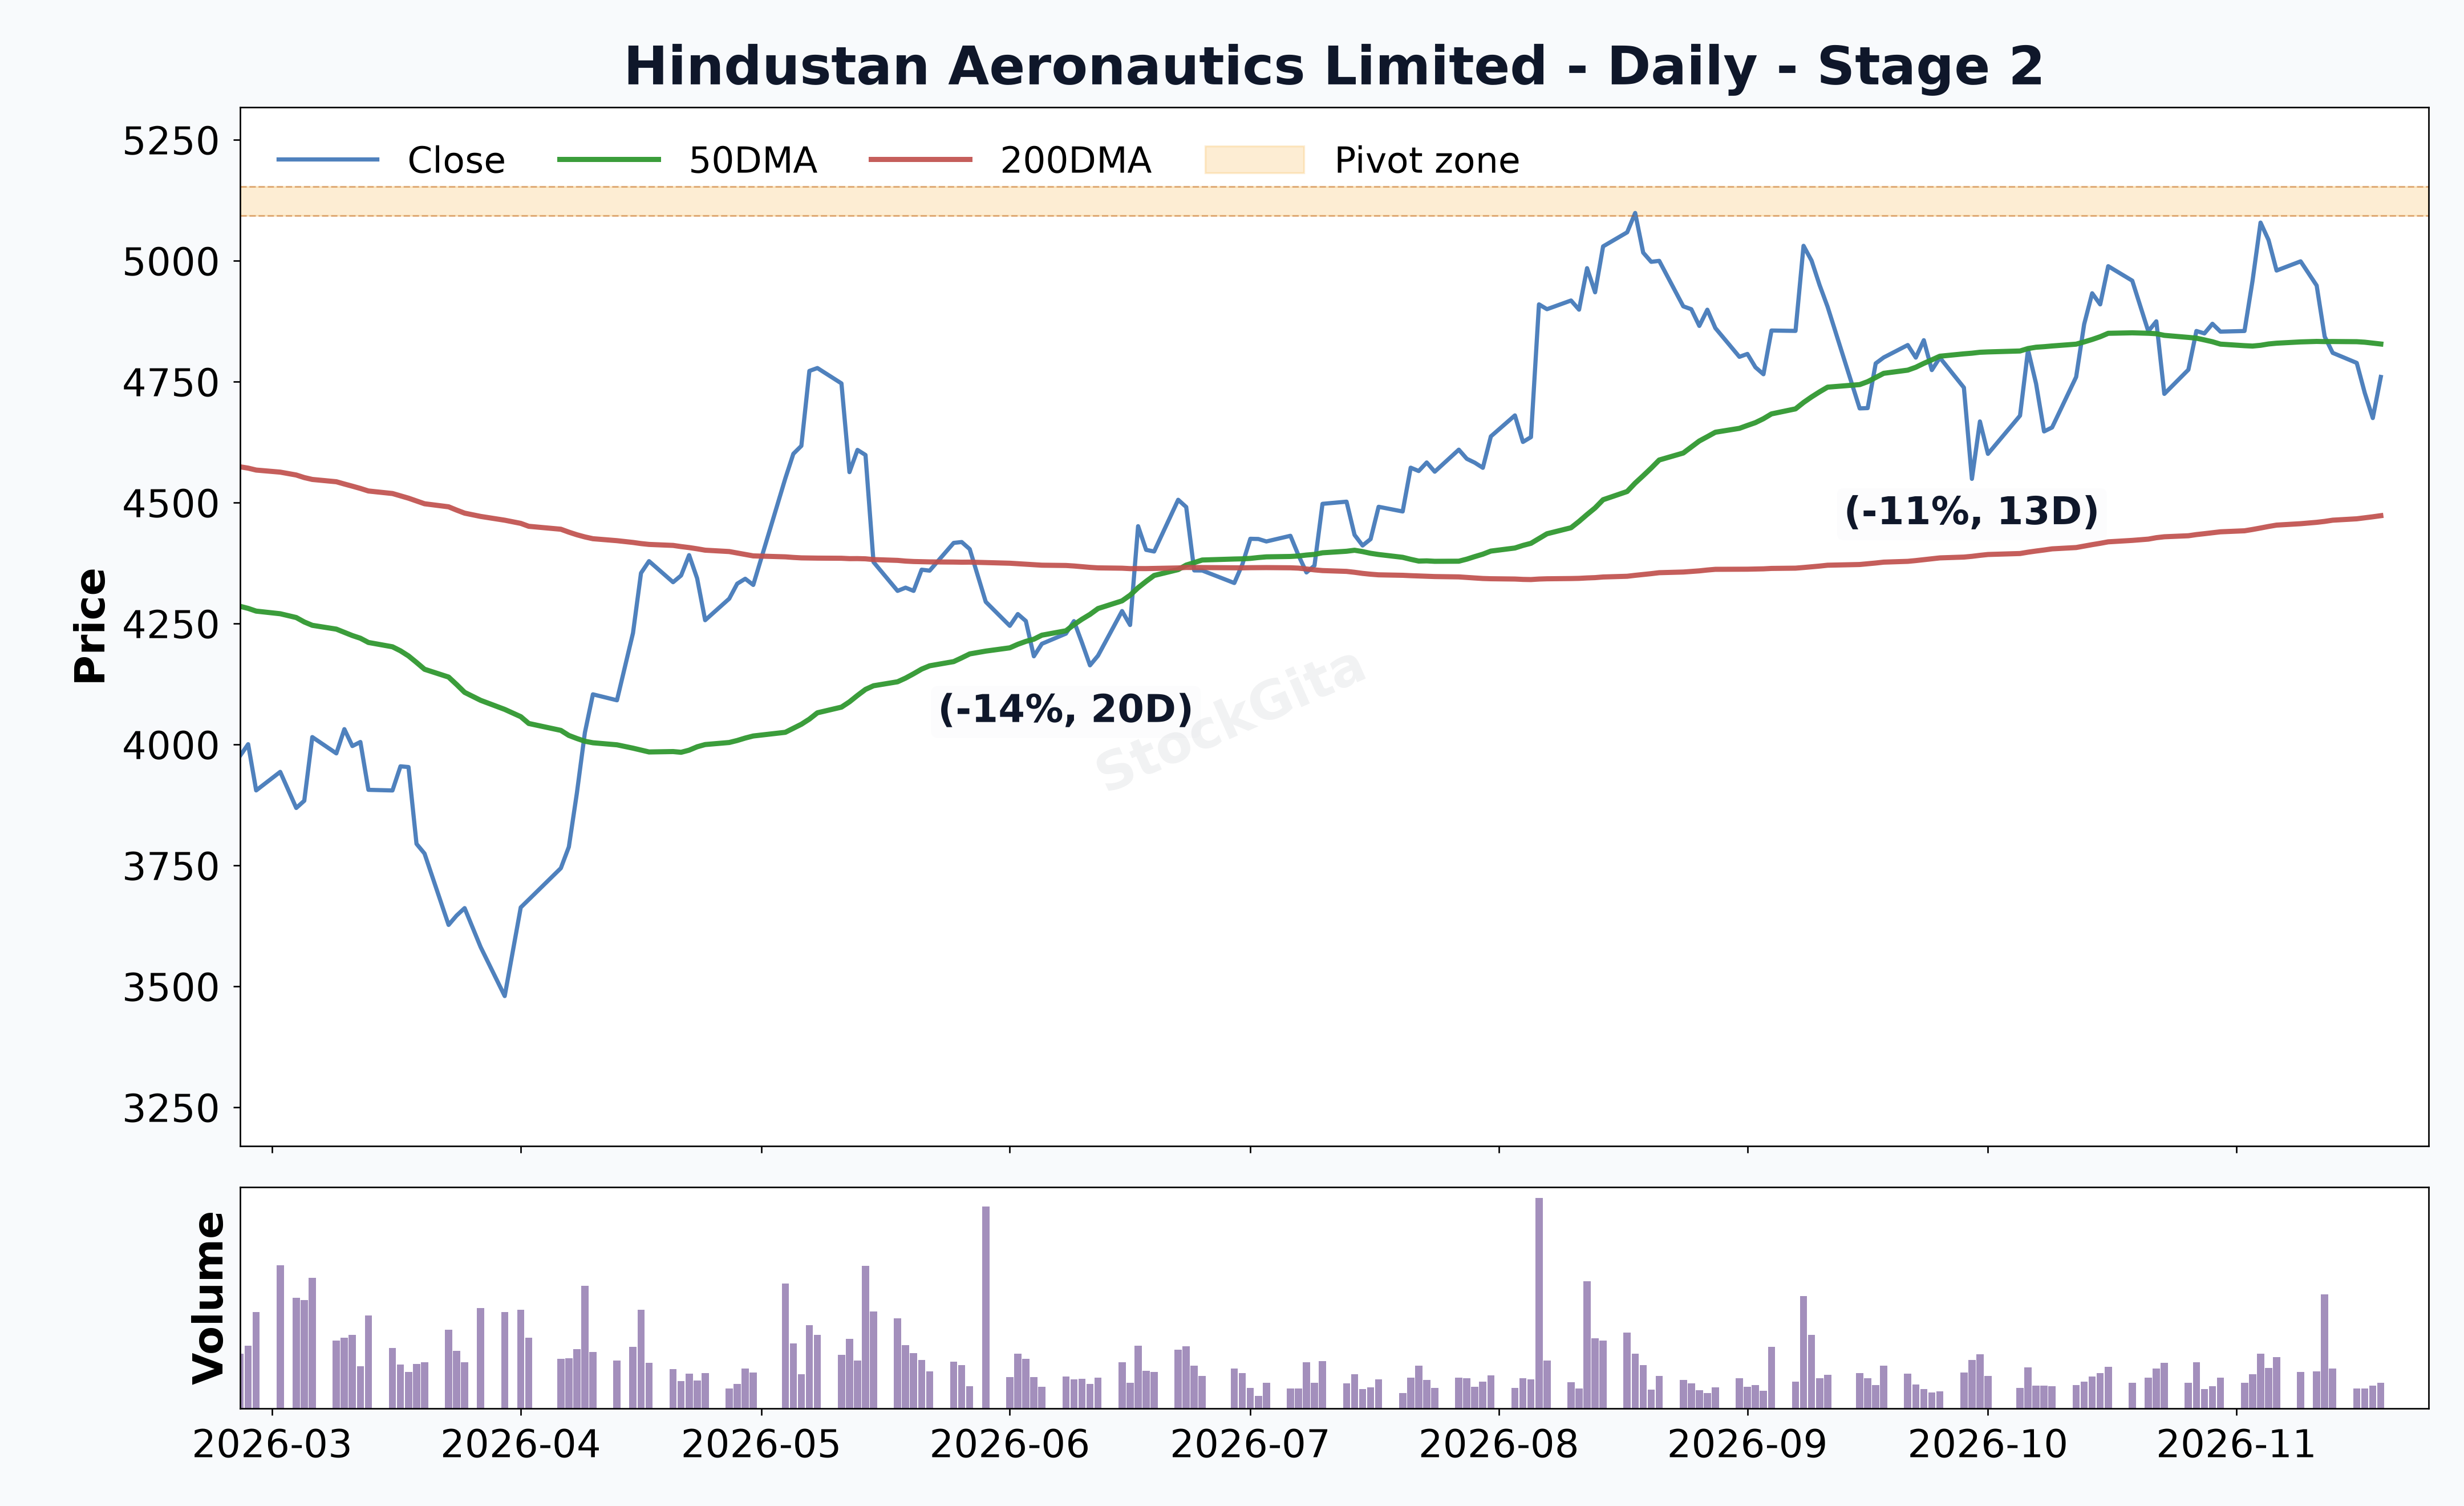 Hindustan Aeronautics Limited - Daily - Stage 2
Close 50DMA 200DMA Pivot zone
5250
5000
4750
4500
4250
4000
3750
3500
3250
Price
(-14%, 20D)
(-11%, 13D)
StockGita
Volume
2026-03 2026-04 2026-05 2026-06 2026-07 2026-08 2026-09 2026-10 2026-11